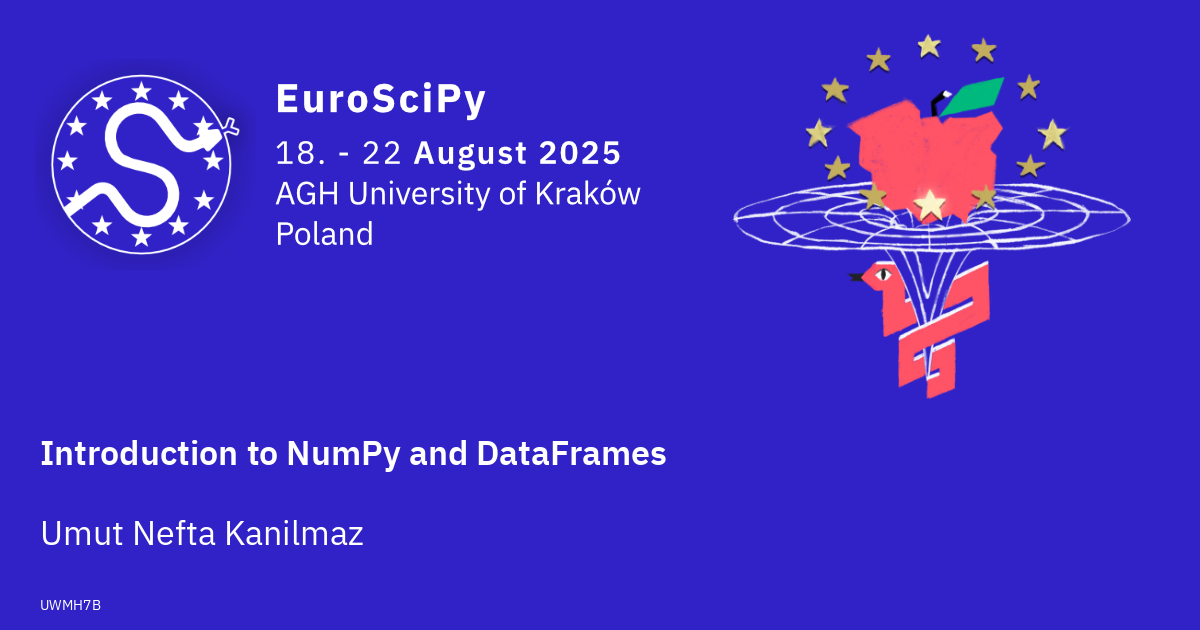 EuroSciPy
18. - 22 August 2025
AGH University of Kraków
Poland
Introduction to NumPy and DataFrames
Umut Nefta Kanilmaz
UWMH7B